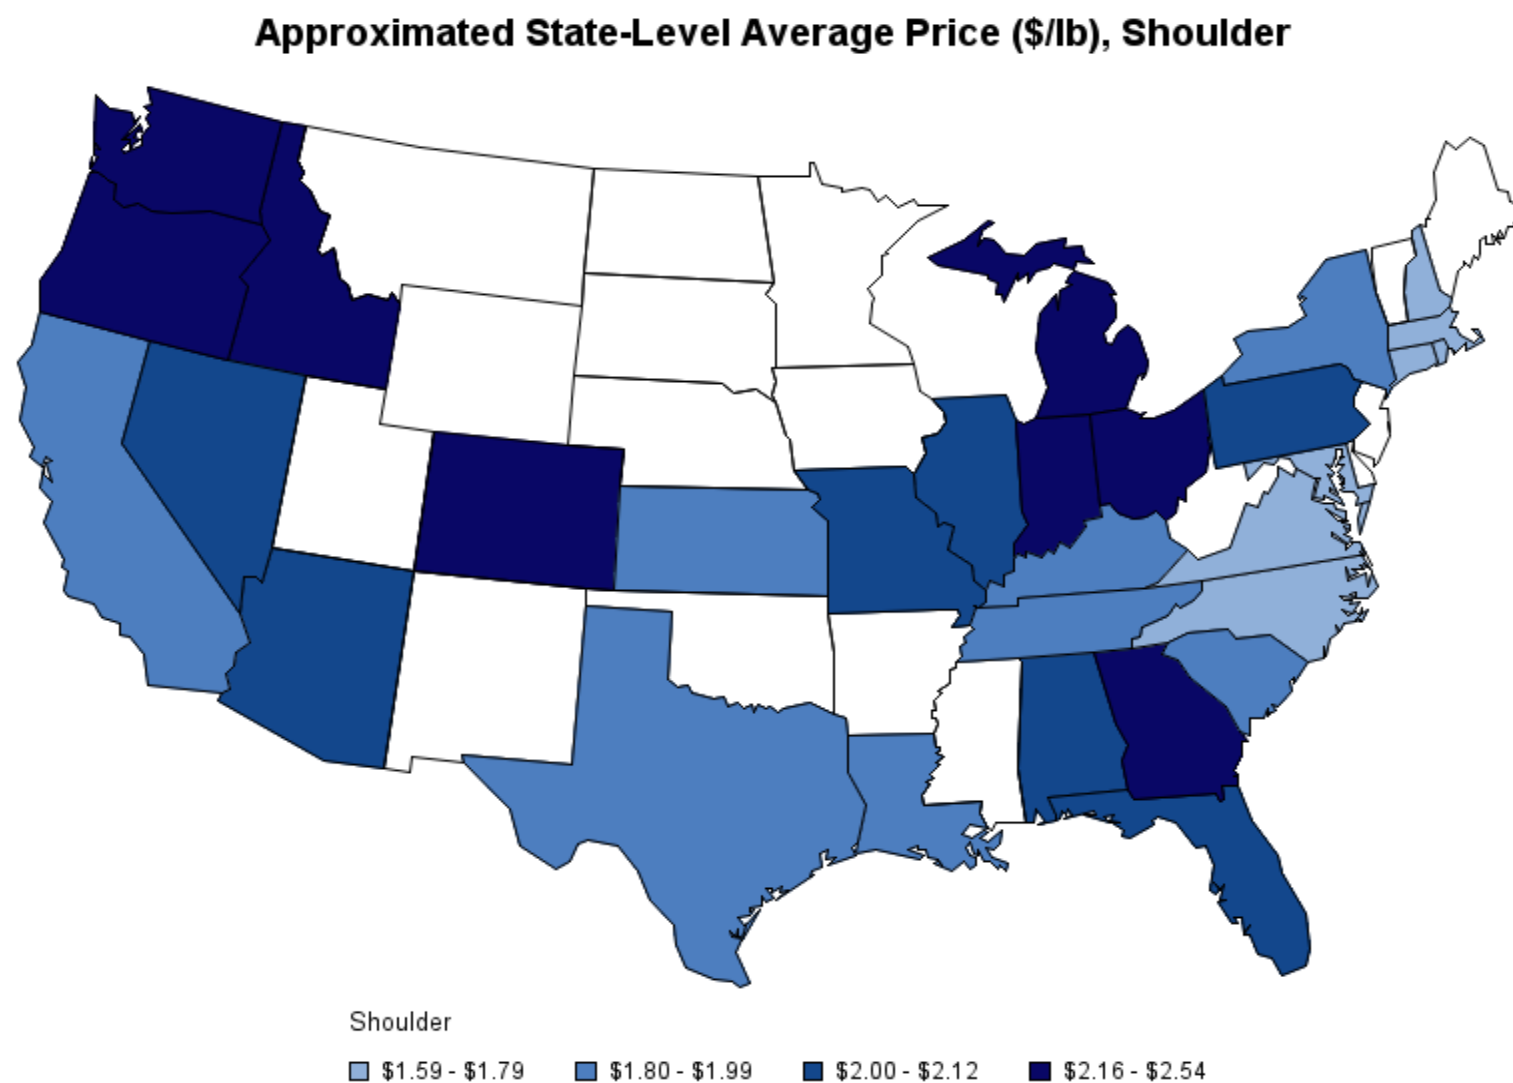 Approximated State-Level Average Price ($/lb), Shoulder
Shoulder
$1.59 - $1.79 $1.80 - $1.99 $2.00 - $2.12 $2.16 - $2.54